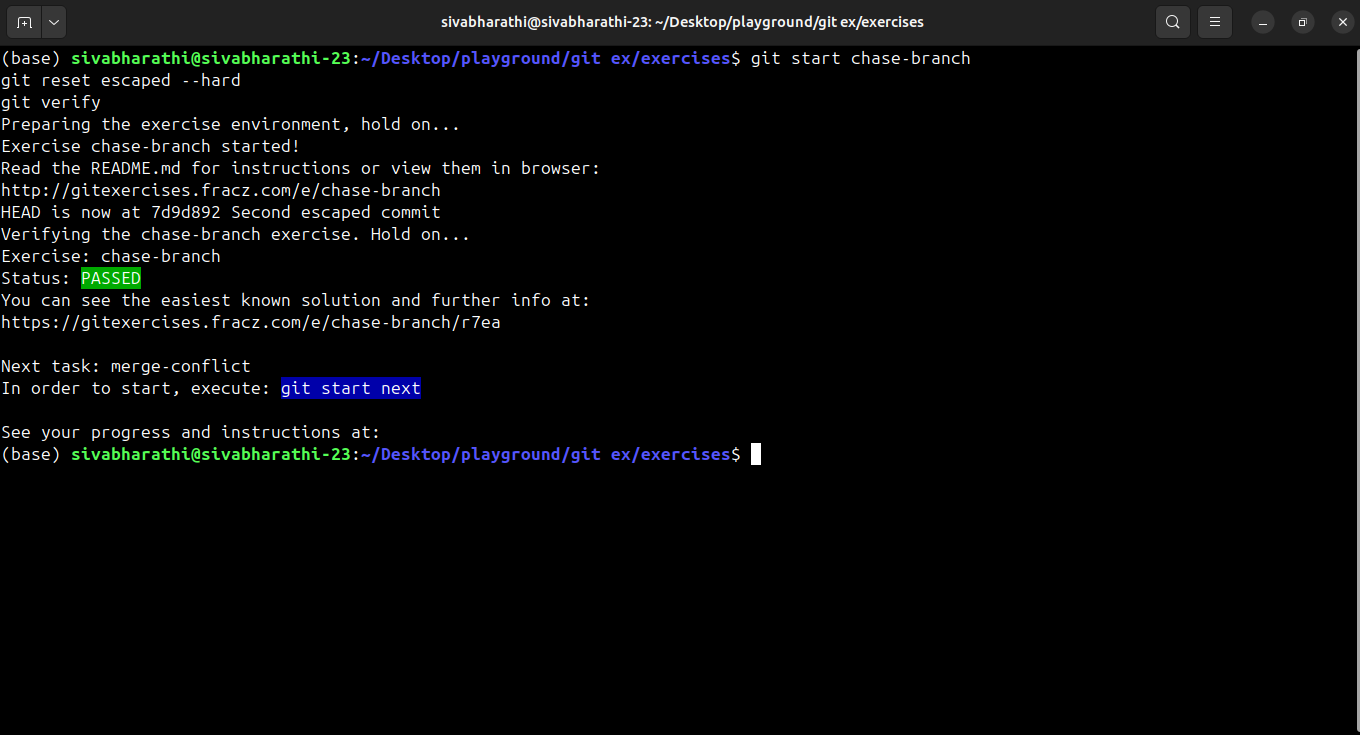 sivabharathi@sivabharathi-23: ~/Desktop/playground/git ex/exercises
(base) sivabharathi@sivabharathi-23:~/Desktop/playground/git ex/exercises$ git start chase-branch
git reset escaped --hard
git verify
Preparing the exercise environment, hold on...
Exercise chase-branch started!
Read the README.md for instructions or view them in browser:
http://gitexercises.fracz.com/e/chase-branch
HEAD is now at 7d9d892 Second escaped commit
Verifying the chase-branch exercise. Hold on...
Exercise: chase-branch
Status: PASSED
You can see the easiest known solution and further info at:
https://gitexercises.fracz.com/e/chase-branch/r7ea
Next task: merge-conflict
In order to start, execute: git start next
See your progress and instructions at:
(base) sivabharathi@sivabharathi-23:~/Desktop/playground/git ex/exercises$